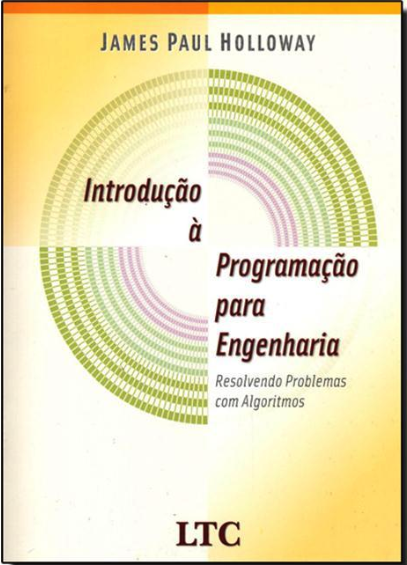 JAMES PAUL HOLLOWAY
Introdução
à
Programação
para
Engenharia
Resolvendo Problemas
com Algoritmos
LTC